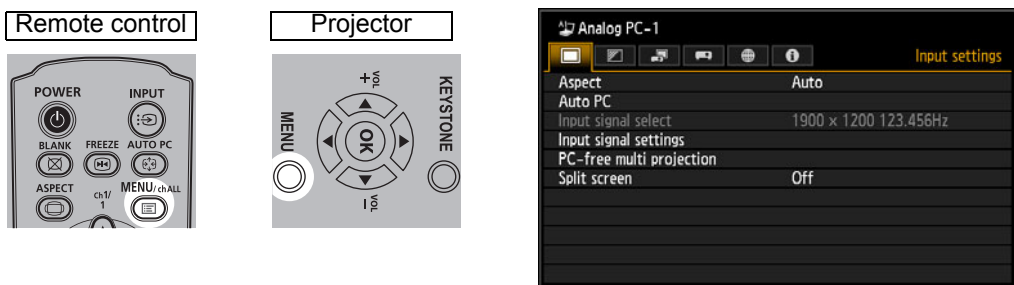 Remote control
POWER
INPUT
BLANK
FREEZE
AUTO PC
ASPECT
Ch1/
1
MENU/chALL
Projector
+
VOL
MENU
OK
KEYSTONE
–
VOL
Analog PC-1
Input settings
Aspect Auto
Auto PC
Input signal select 1900 × 1200 123.456Hz
Input signal settings
PC-free multi projection
Split screen Off